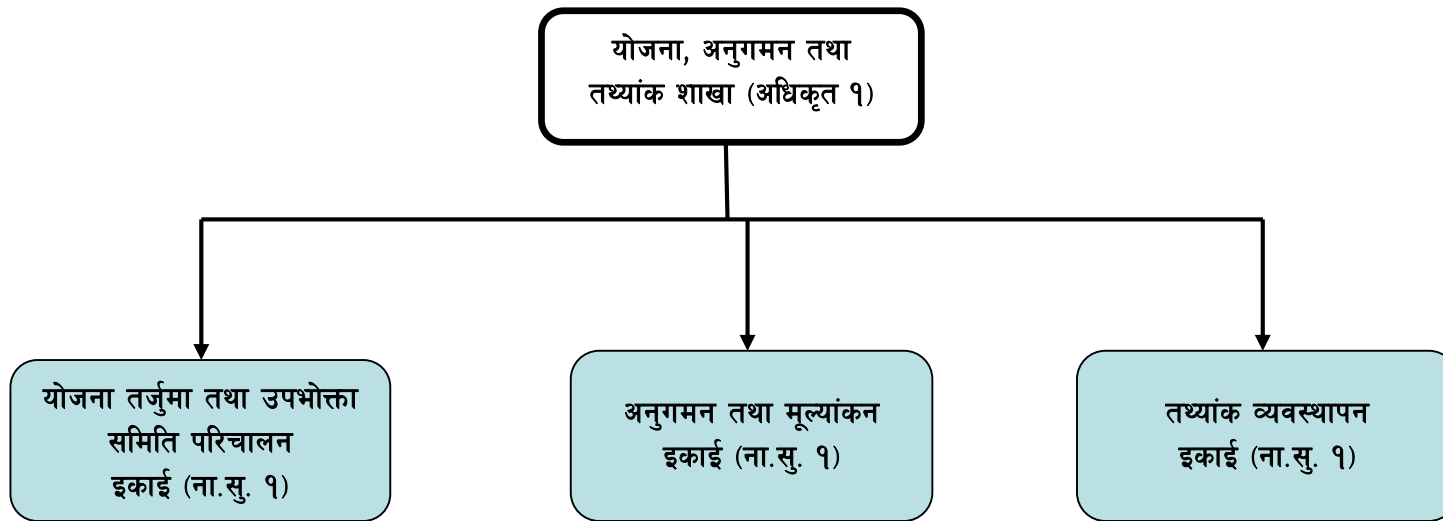 योजना, अनुगमन तथा
तथ्यांक शाखा (अधिकृत १)
योजना तर्जुमा तथा उपभोक्ता
समिति परिचालन
इकाई (ना.सु. १)
अनुगमन तथा मूल्यांकन
इकाई (ना.सु. १)
तथ्यांक व्यवस्थापन
इकाई (ना.सु. १)